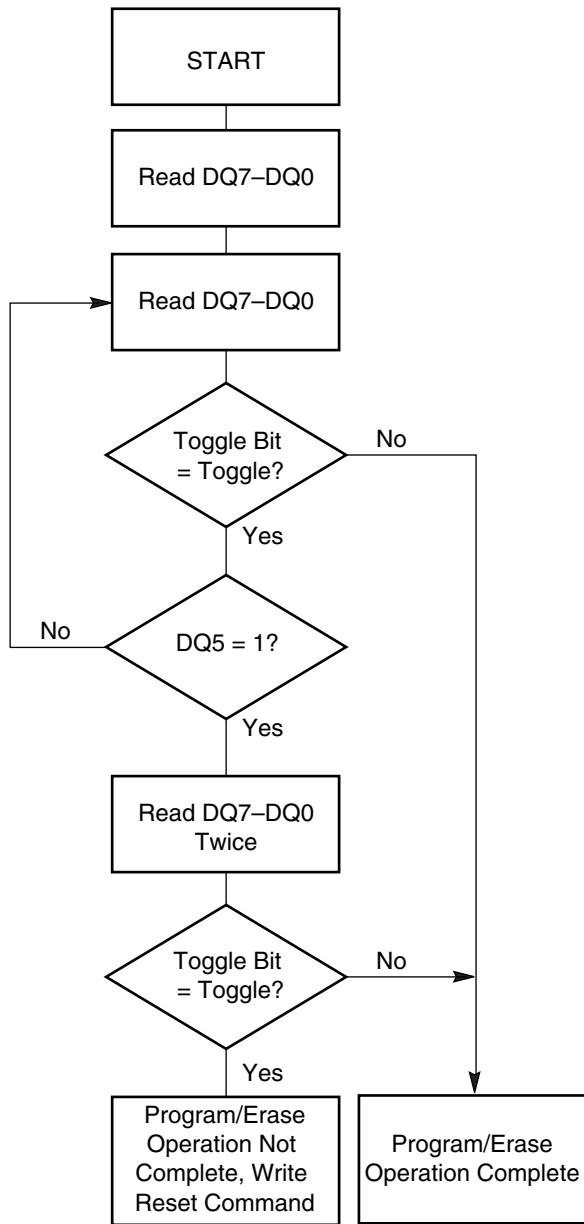 START
Read DQ7–DQ0
Read DQ7–DQ0
Toggle Bit
= Toggle?
No
Yes
No
DQ5 = 1?
Yes
Read DQ7–DQ0
Twice
Toggle Bit
= Toggle?
No
Yes
Program/Erase
Operation Not
Complete, Write
Reset Command
Program/Erase
Operation Complete